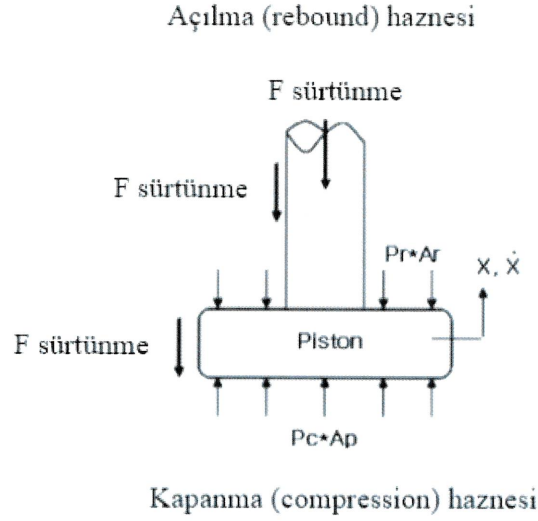 Açılma (rebound) haznesi
F sürtünme
F sürtünme
Pr*Ar
X, Ẋ
F sürtünme
Piston
Pc*Ap
Kapanma (compression) haznesi